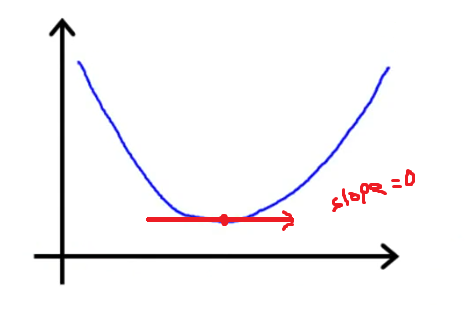 slope = 0